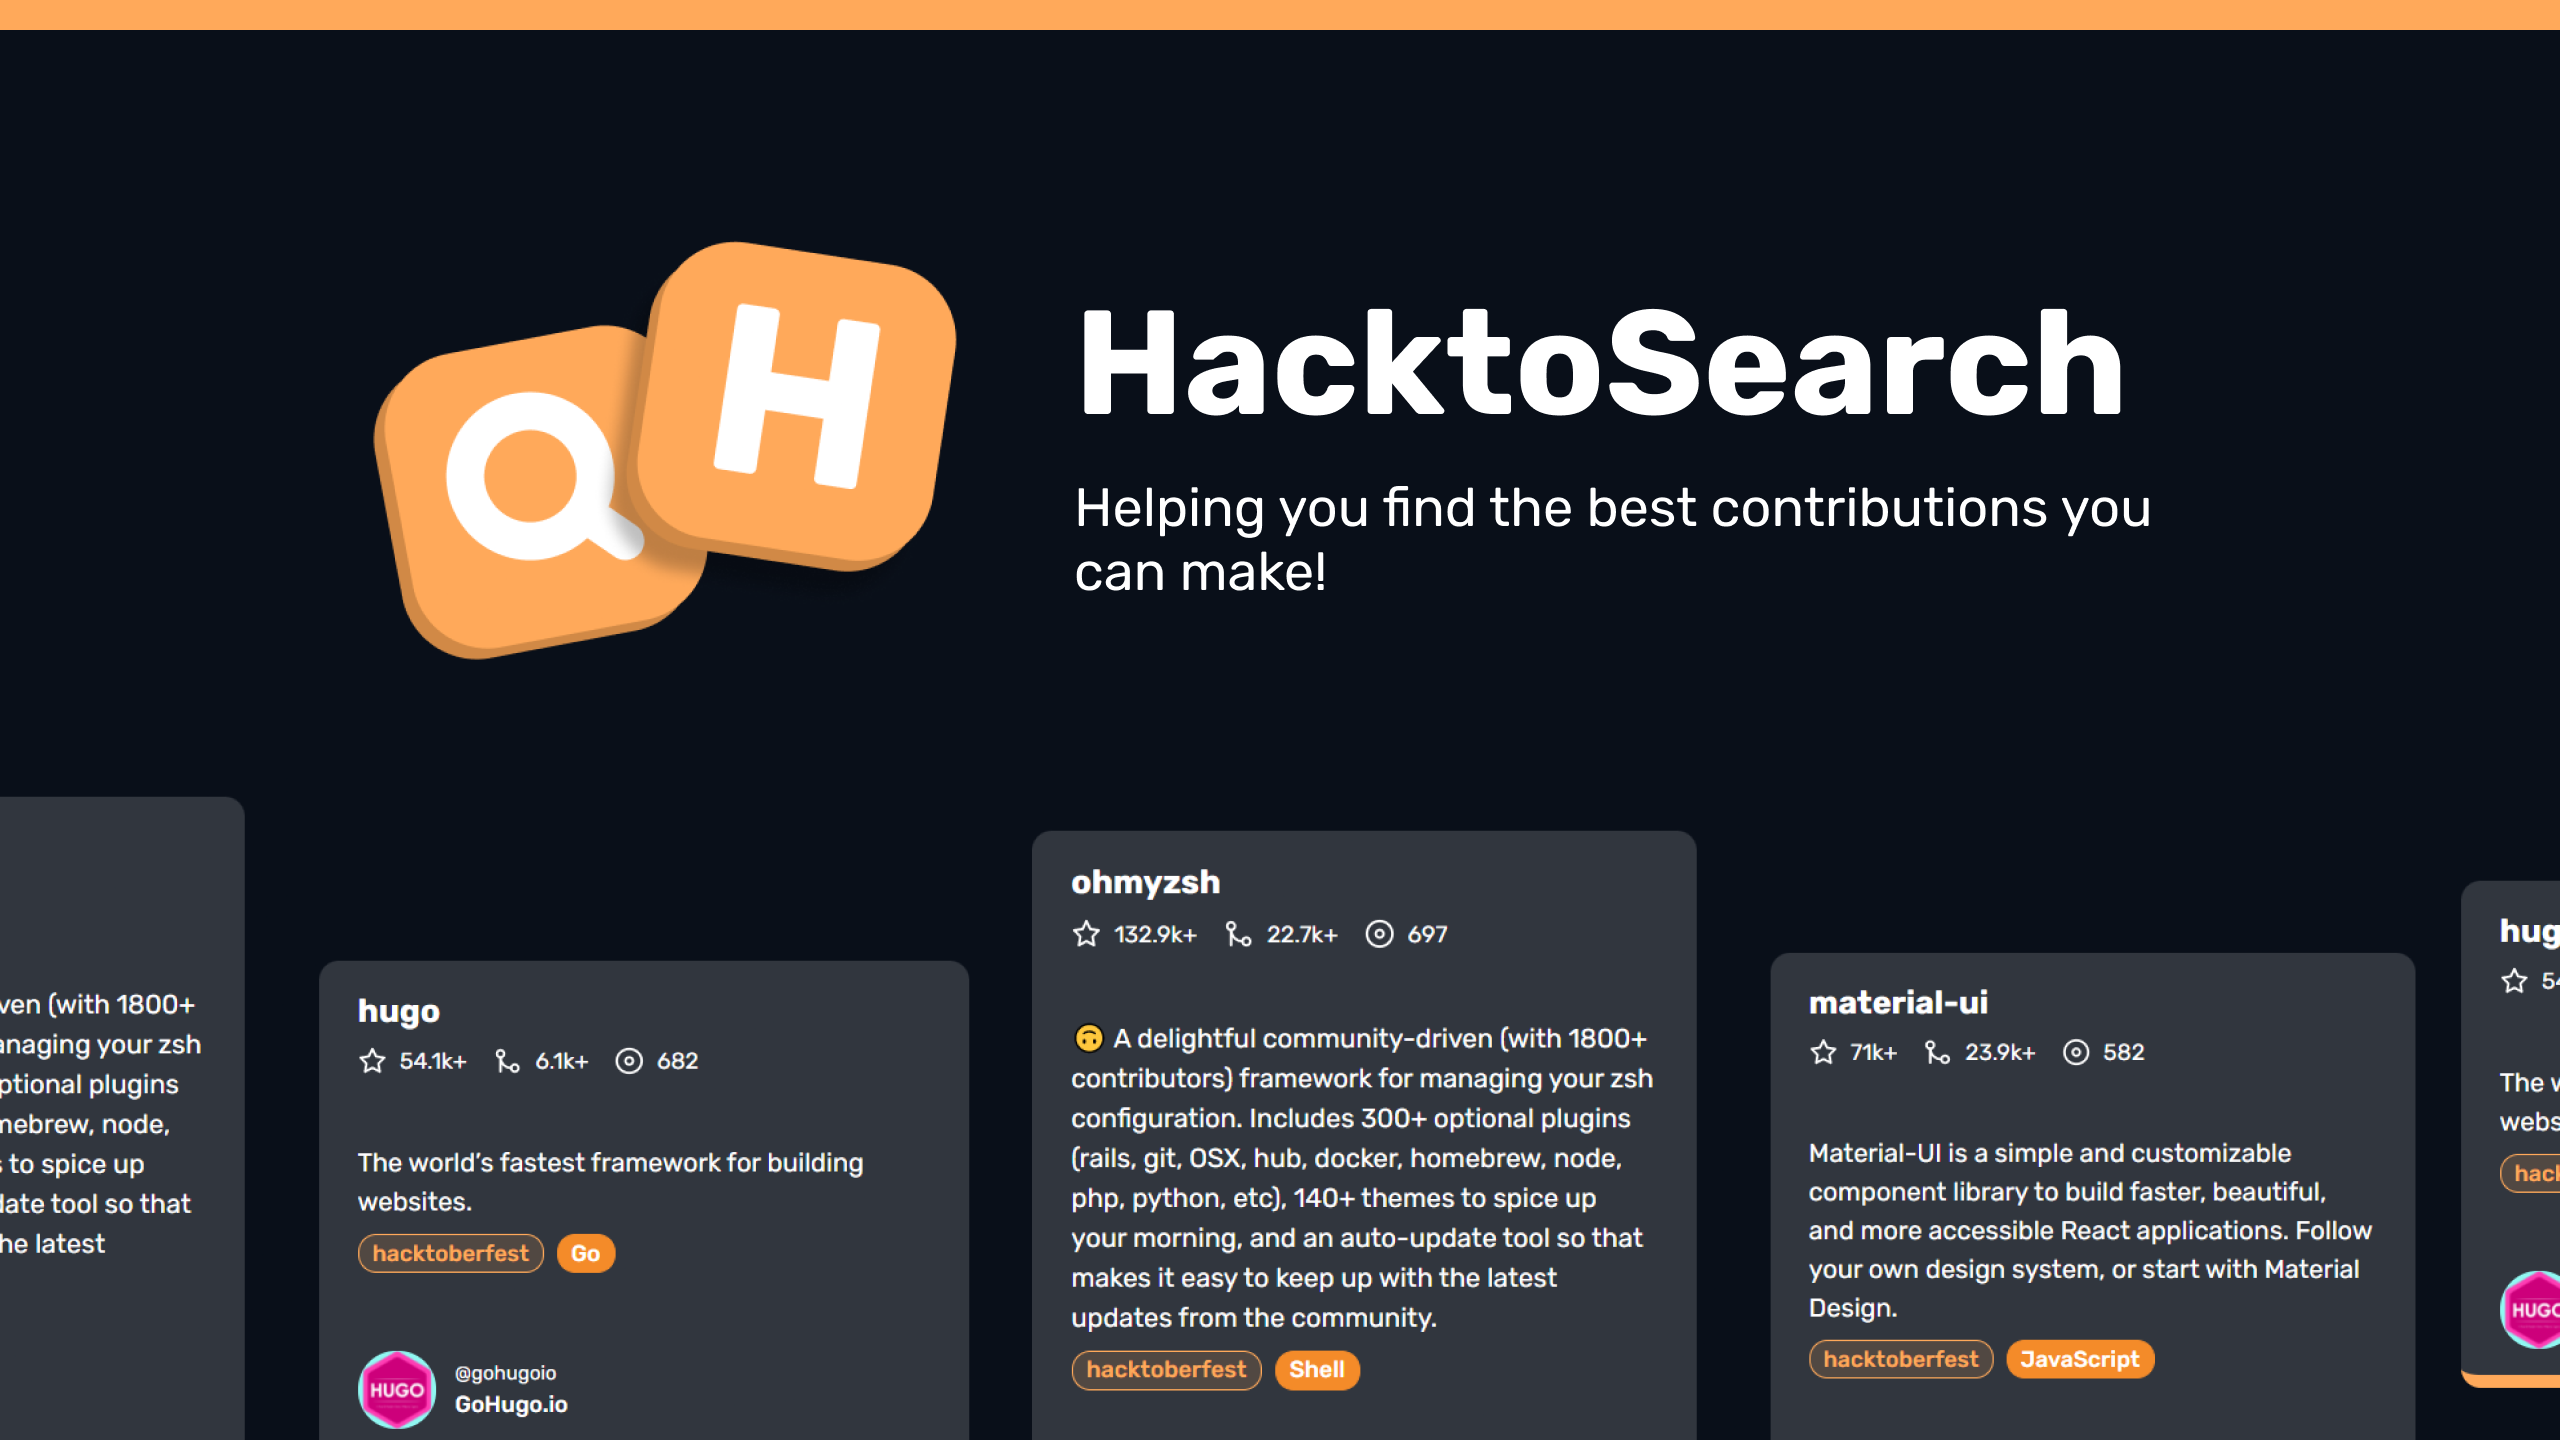 H
HacktoSearch
Helping you find the best contributions you
can make!
ven (with 1800+
anaging your zsh
ptional plugins
mebrew, node,
s to spice up
date tool so that
he latest
hugo
54.1k+ 6.1k+ 682
The world’s fastest framework for building
websites.
hacktoberfest Go
HUGO
@gohugoio
GoHugo.io
ohmyzsh
132.9k+ 22.7k+ 697
🙃 A delightful community-driven (with 1800+
contributors) framework for managing your zsh
configuration. Includes 300+ optional plugins
(rails, git, OSX, hub, docker, homebrew, node,
php, python, etc), 140+ themes to spice up
your morning, and an auto-update tool so that
makes it easy to keep up with the latest
updates from the community.
hacktoberfest Shell
material-ui
71k+ 23.9k+ 582
Material-UI is a simple and customizable
component library to build faster, beautiful,
and more accessible React applications. Follow
your own design system, or start with Material
Design.
hacktoberfest JavaScript
hug
54
The w
webs
hack
HUGO